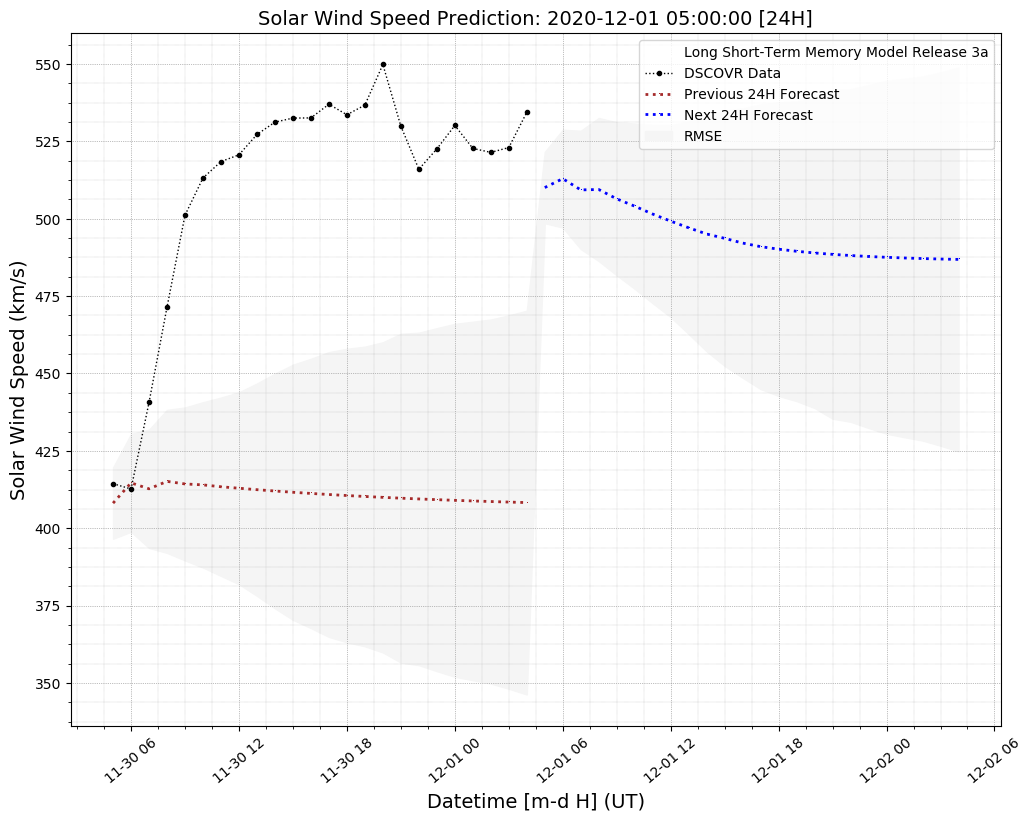 Solar Wind Speed Prediction: 2020-12-01 05:00:00 [24H]
Long Short-Term Memory Model Release 3a
DSCOVR Data
Previous 24H Forecast
Next 24H Forecast
RMSE
Solar Wind Speed (km/s)
550
525
500
475
450
425
400
375
350
11-30 06
11-30 12
11-30 18
12-01 00
12-01 06
12-01 12
12-01 18
12-02 00
12-02 06
Datetime [m-d H] (UT)